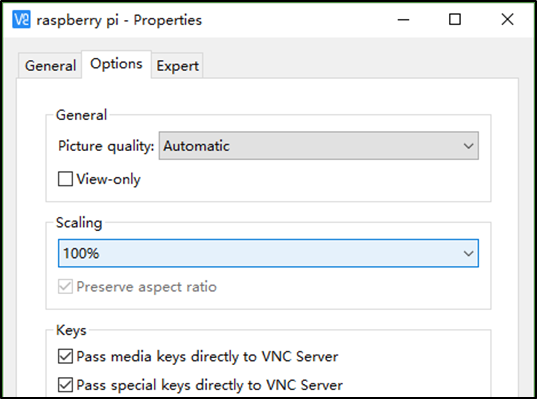 VC raspberry pi - Properties
General Options Expert
General
Picture quality: Automatic
View-only
Scaling
100%
Preserve aspect ratio
Keys
Pass media keys directly to VNC Server
Pass special keys directly to VNC Server